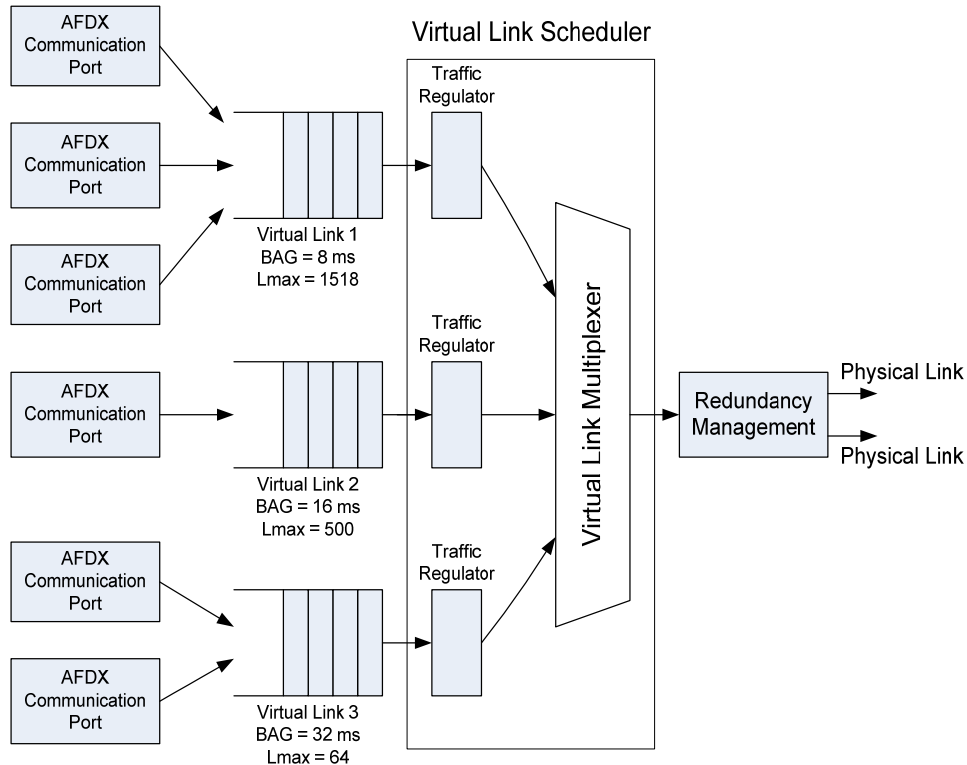 AFDX
Communication
Port
Virtual Link Scheduler
Traffic
Regulator
AFDX
Communication
Port
AFDX
Communication
Port
Virtual Link 1
BAG = 8 ms
Lmax = 1518
AFDX
Communication
Port
Traffic
Regulator
Virtual Link 2
BAG = 16 ms
Lmax = 500
Virtual Link Multiplexer
Redundancy
Management
Physical Link
Physical Link
AFDX
Communication
Port
Traffic
Regulator
AFDX
Communication
Port
Virtual Link 3
BAG = 32 ms
Lmax = 64